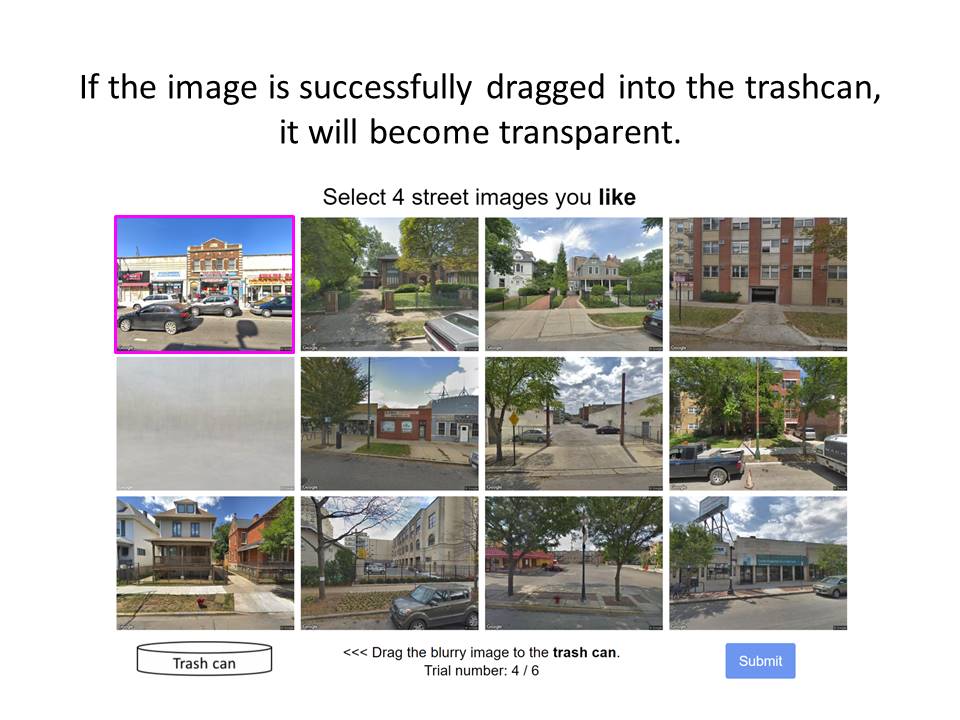 If the image is successfully dragged into the trashcan,
it will become transparent.
Select 4 street images you like
Trash can
<<< Drag the blurry image to the trash can.
Trial number: 4 / 6
Submit